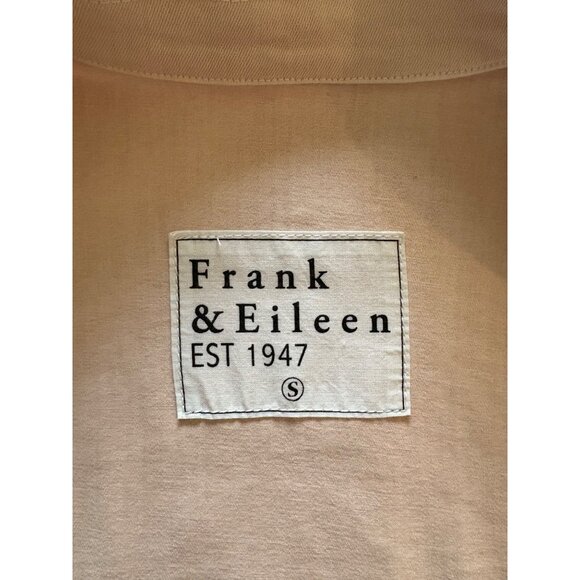 Frank
& Eileen
EST 1947
S